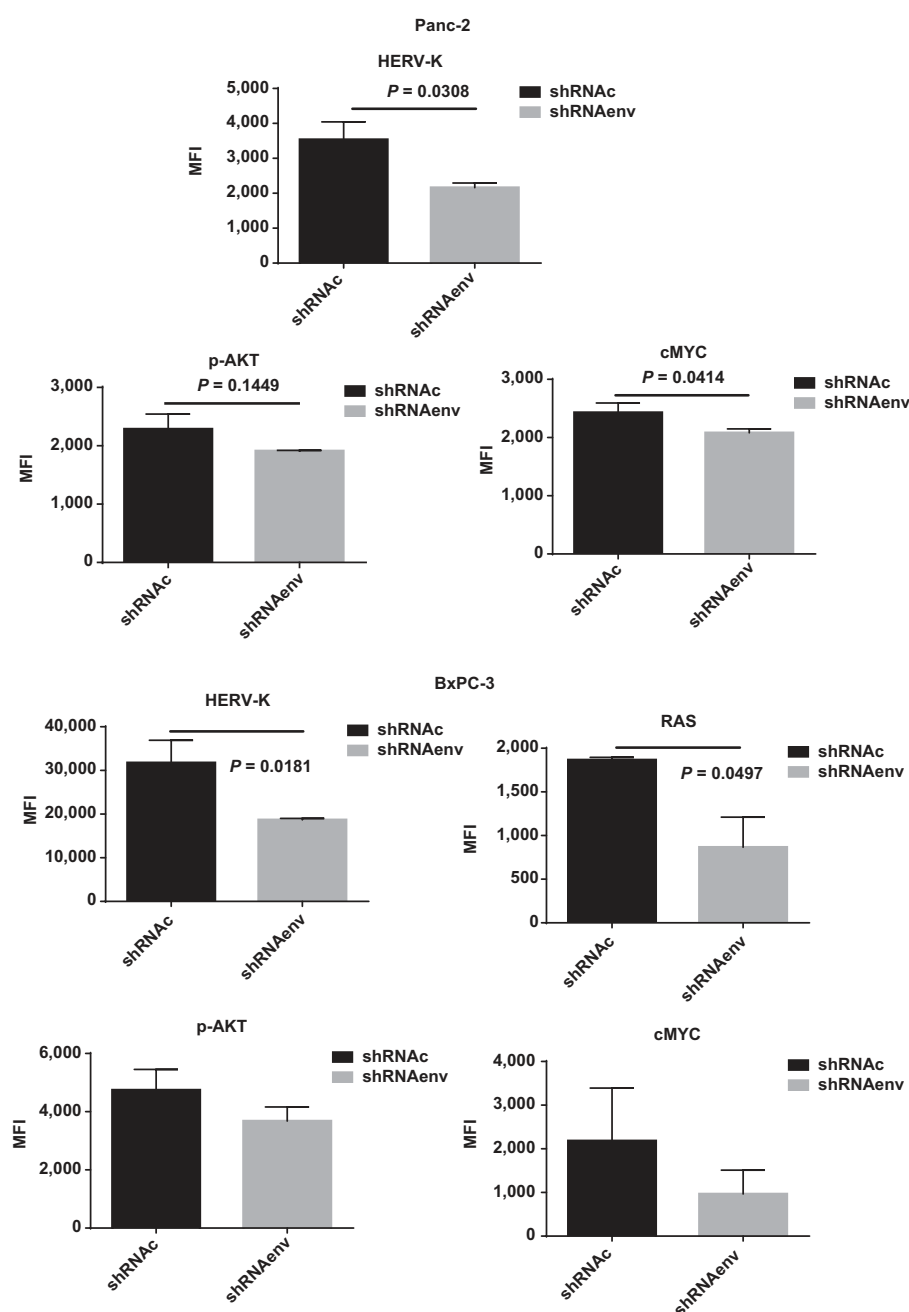 Panc-2
HERV-K
5,000
4,000
3,000
2,000
1,000
0
MFI
P = 0.0308
shRNAc
shRNAenv
shRNAc
shRNAenv
p-AKT
3,000
2,000
1,000
0
MFI
P = 0.1449
shRNAc
shRNAenv
shRNAc
shRNAenv
cMYC
3,000
2,000
1,000
0
MFI
P = 0.0414
shRNAc
shRNAenv
shRNAc
shRNAenv
BxPC-3
HERV-K
40,000
30,000
20,000
10,000
0
MFI
P = 0.0181
shRNAc
shRNAenv
shRNAc
shRNAenv
RAS
2,000
1,500
1,000
500
0
MFI
P = 0.0497
shRNAc
shRNAenv
shRNAc
shRNAenv
p-AKT
6,000
4,000
2,000
0
MFI
shRNAc
shRNAenv
shRNAc
shRNAenv
cMYC
4,000
3,000
2,000
1,000
0
MFI
shRNAc
shRNAenv
shRNAc
shRNAenv